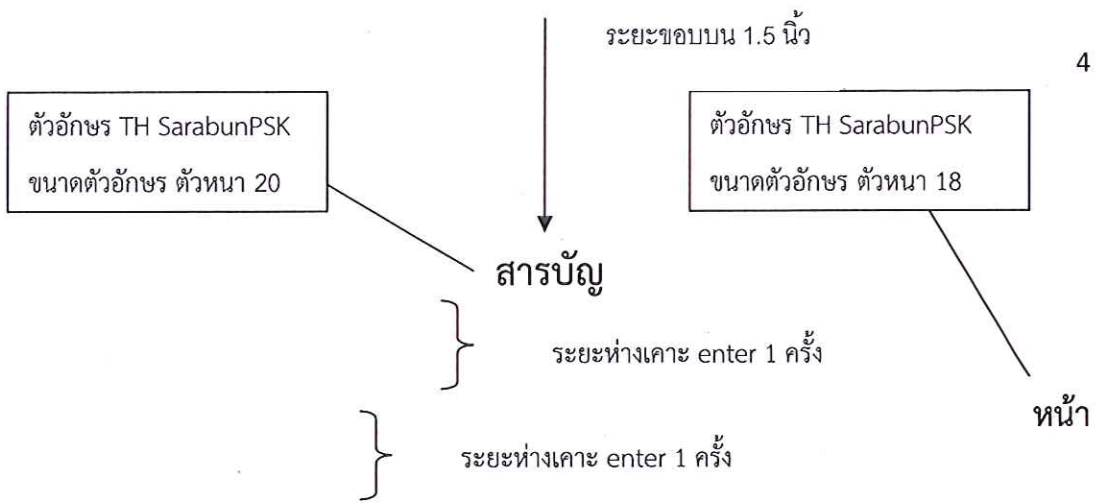 ระยะขอบบน 1.5 นิ้ว
4
ตัวอักษร TH SarabunPSK
ขนาดตัวอักษร ตัวหนา 20
ตัวอักษร TH SarabunPSK
ขนาดตัวอักษร ตัวหนา 18
สารบัญ
ระยะห่างเคาะ enter 1 ครั้ง
หน้า
ระยะห่างเคาะ enter 1 ครั้ง